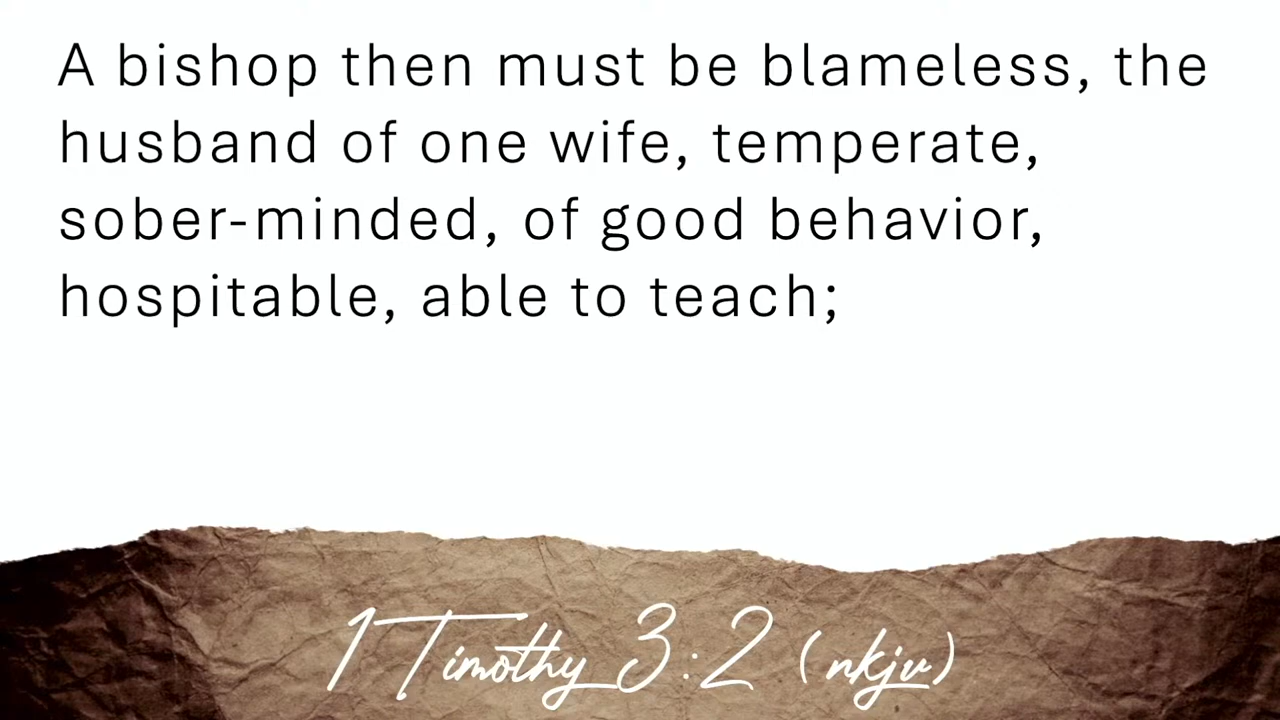 A bishop then must be blameless, the
husband of one wife, temperate,
sober-minded, of good behavior,
hospitable, able to teach;
1 Timothy 3:2 (nkjv)